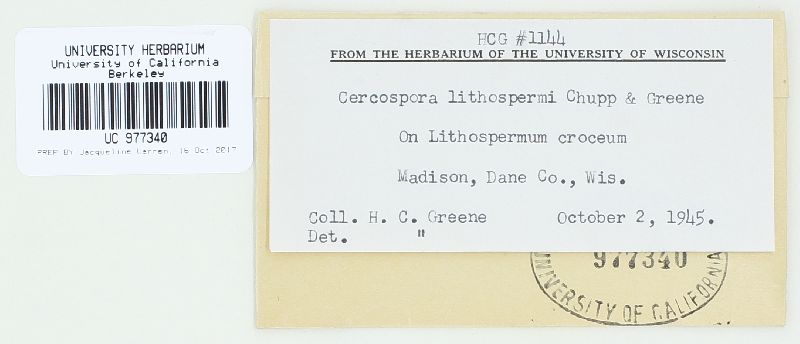 UNIVERSITY HERBARIUM
University of California
Berkeley
UC 977340
PREP BY Jacqueline 16 Oct 2017
HCG #1144
FROM THE HERBARIUM OF THE UNIVERSITY OF WISCONSIN
Cercospora lithospermi Chupp & Greene
On Lithospermum croceum
Madison, Dane Co., Wis.
Coll. H. C. Greene October 2, 1945.
Det. "
977340
UNIVERSITY OF CALIFORNIA